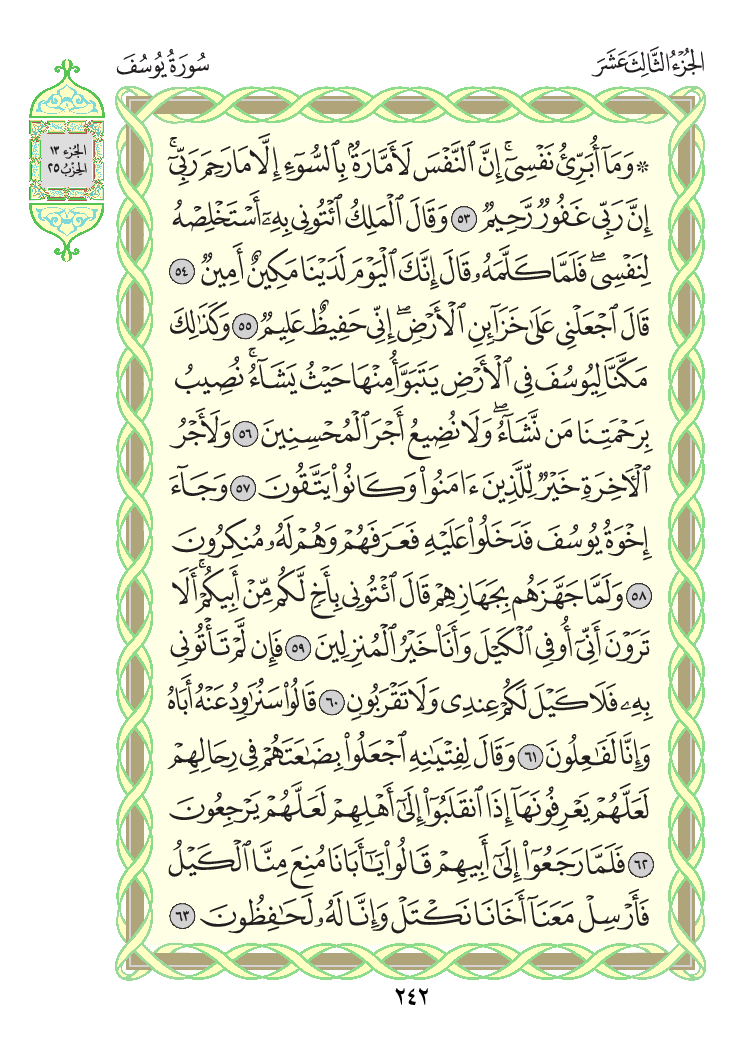 الجُزْءُ الثَّالِثَ عَشَرَ
سُورَةُ يُوسُفَ
الجُزء ١٣
الحِزْبُ ٢٥
۞ وَمَآ أُبَرِّئُ نَفْسِيٓۚ إِنَّ ٱلنَّفْسَ لَأَمَّارَةُۢ بِٱلسُّوٓءِ إِلَّا مَا رَحِمَ رَبِّيٓۚ
إِنَّ رَبِّي غَفُورٞ رَّحِيمٞ ٥٣ وَقَالَ ٱلۡمَلِكُ ٱئۡتُونِي بِهِۦٓ أَسۡتَخۡلِصۡهُ
لِنَفۡسِيۖ فَلَمَّا كَلَّمَهُۥ قَالَ إِنَّكَ ٱلۡيَوۡمَ لَدَيۡنَا مَكِينٌ أَمِينٞ ٥٤
قَالَ ٱجۡعَلۡنِي عَلَىٰ خَزَآئِنِ ٱلۡأَرۡضِۖ إِنِّي حَفِيظٌ عَلِيمٞ ٥٥ وَكَذَٰلِكَ
مَكَّنَّا لِيُوسُفَ فِي ٱلۡأَرۡضِ يَتَبَوَّأُ مِنۡهَا حَيۡثُ يَشَآءُۚ نُصِيبُ
بِرَحۡمَتِنَا مَن نَّشَآءُۖ وَلَا نُضِيعُ أَجۡرَ ٱلۡمُحۡسِنِينَ ٥٦ وَلَأَجۡرُ
ٱلۡأٓخِرَةِ خَيۡرٞ لِّلَّذِينَ ءَامَنُواْ وَكَانُواْ يَتَّقُونَ ٥٧ وَجَآءَ
إِخۡوَةُ يُوسُفَ فَدَخَلُواْ عَلَيۡهِ فَعَرَفَهُمۡ وَهُمۡ لَهُۥ مُنكِرُونَ
٥٨ وَلَمَّا جَهَّزَهُم بِجَهَازِهِمۡ قَالَ ٱئۡتُونِي بِأَخٖ لَّكُم مِّنۡ أَبِيكُمۡۚ أَلَا
تَرَوۡنَ أَنِّيٓ أُوفِي ٱلۡكَيۡلَ وَأَنَا۠ خَيۡرُ ٱلۡمُنزِلِينَ ٥٩ فَإِن لَّمۡ تَأۡتُونِي
بِهِۦ فَلَا كَيۡلَ لَكُمۡ عِندِي وَلَا تَقۡرَبُونِ ٦٠ قَالُواْ سَنُرَٰوِدُ عَنۡهُ أَبَاهُ
وَإِنَّا لَفَٰعِلُونَ ٦١ وَقَالَ لِفِتۡيَٰنِهِ ٱجۡعَلُواْ بِضَٰعَتَهُمۡ فِي رِحَالِهِمۡ
لَعَلَّهُمۡ يَعۡرِفُونَهَآ إِذَا ٱنقَلَبُوٓاْ إِلَىٰٓ أَهۡلِهِمۡ لَعَلَّهُمۡ يَرۡجِعُونَ
٦٢ فَلَمَّا رَجَعُوٓاْ إِلَىٰٓ أَبِيهِمۡ قَالُواْ يَٰٓأَبَانَا مُنِعَ مِنَّا ٱلۡكَيۡلُ
فَأَرۡسِلۡ مَعَنَآ أَخَانَا نَكۡتَلۡ وَإِنَّا لَهُۥ لَحَٰفِظُونَ ٦٣
٢٤٢